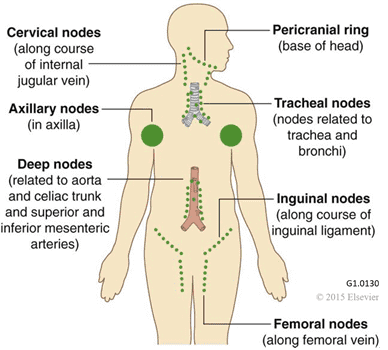 Cervical nodes
(along course
of internal
jugular vein)
Pericranial ring
(base of head)
Axillary nodes
(in axilla)
Tracheal nodes
(nodes related to
trachea and
bronchi)
Deep nodes
(related to aorta
and celiac trunk
and superior and
inferior mesenteric
arteries)
Inguinal nodes
(along course of
inguinal ligament)
G1.0130
© 2015 Elsevier
Femoral nodes
(along femoral vein)